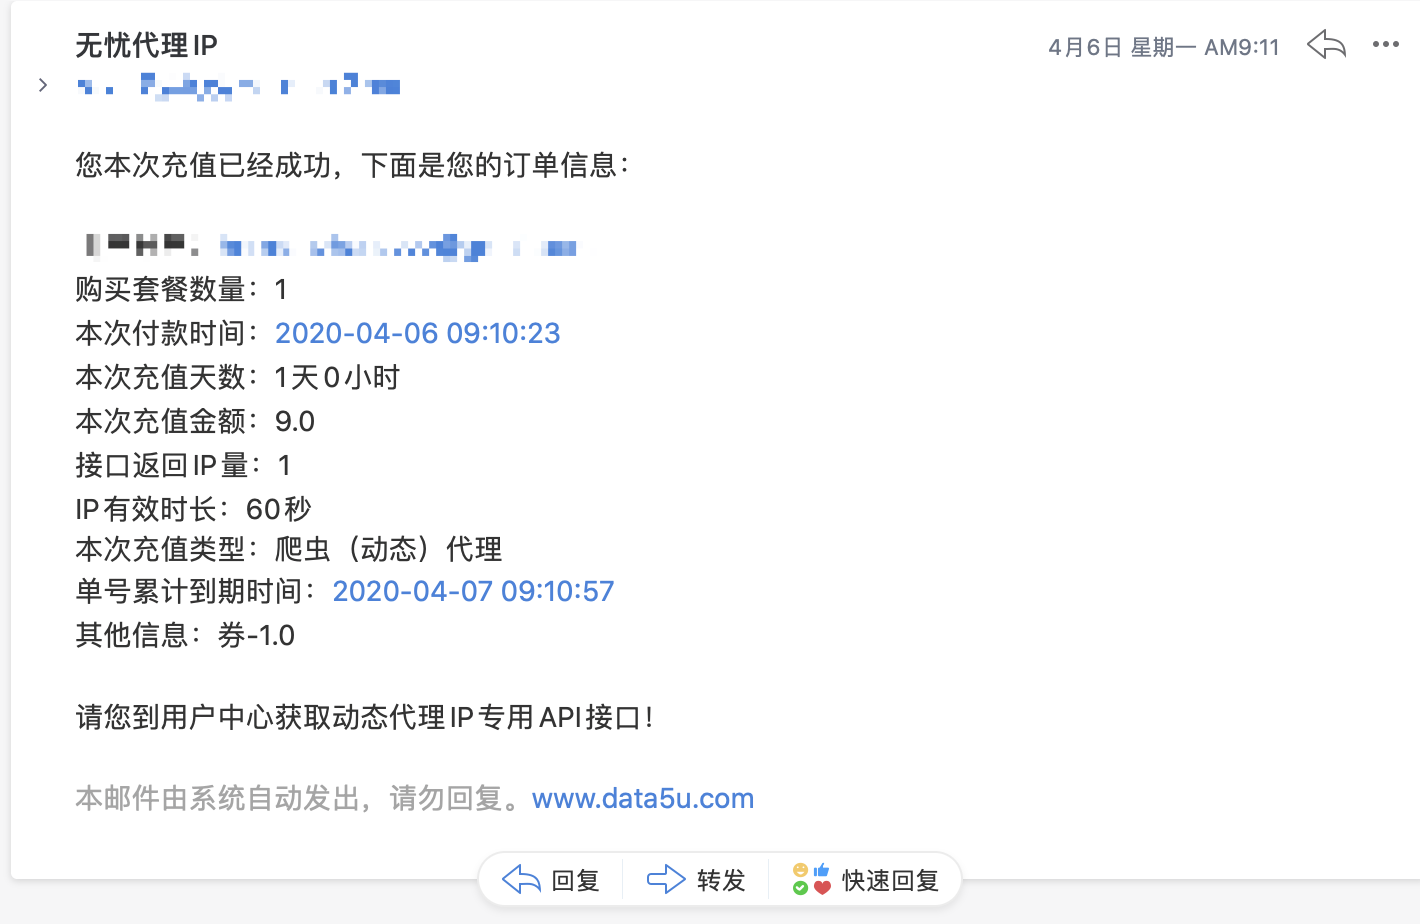 无忧代理IP
4月6日 星期一 AM9:11
您本次充值已经成功，下面是您的订单信息：
购买套餐数量：1
本次付款时间：2020-04-06 09:10:23
本次充值天数：1天0小时
本次充值金额：9.0
接口返回IP量：1
IP有效时长：60秒
本次充值类型：爬虫（动态）代理
单号累计到期时间：2020-04-07 09:10:57
其他信息：券-1.0
请您到用户中心获取动态代理IP专用API接口！
本邮件由系统自动发出，请勿回复。www.data5u.com
回复 转发 快速回复